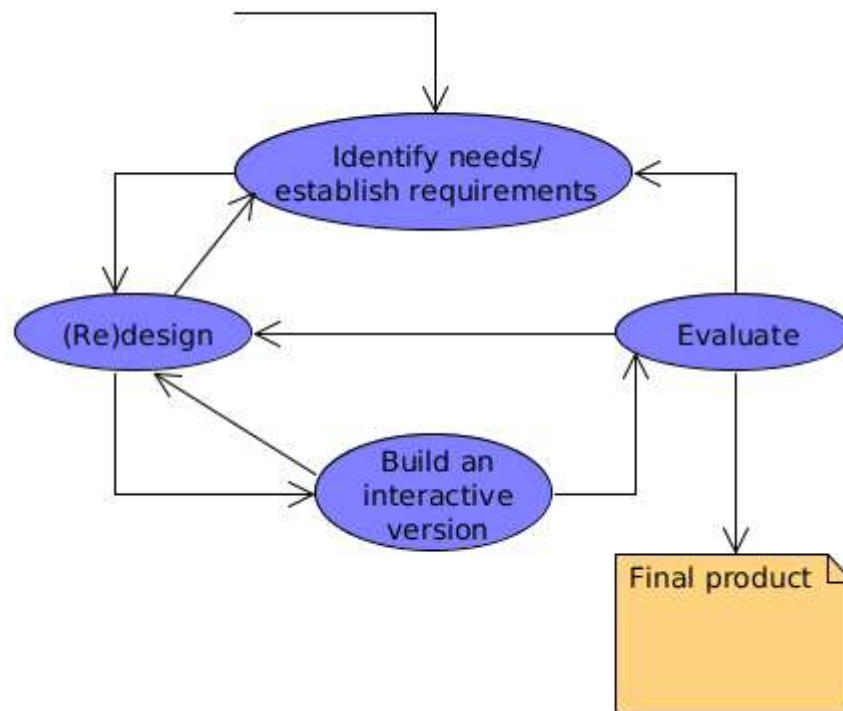 Identify needs/
establish requirements
(Re)design
Evaluate
Build an
interactive
version
Final product